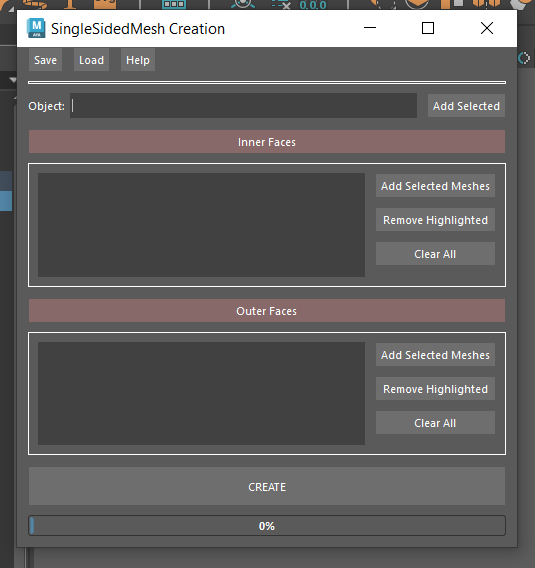 SingleSidedMesh Creation
Save Load Help
Object: Add Selected
Inner Faces
Add Selected Meshes
Remove Highlighted
Clear All
Outer Faces
Add Selected Meshes
Remove Highlighted
Clear All
CREATE
0%